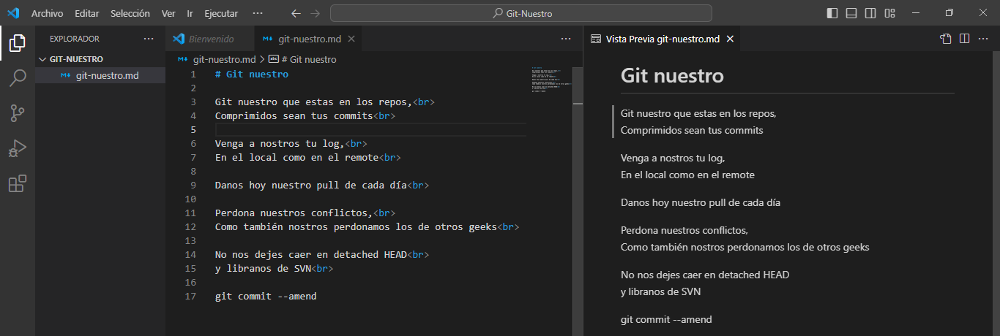 Archivo Editar Selección Ver Ir Ejecutar ··· Git-Nuestro
EXPLORADOR ···
GIT-NUESTRO
git-nuestro.md
Bienvenido git-nuestro.md ···
git-nuestro.md > # Git nuestro
1 # Git nuestro
2
3 Git nuestro que estas en los repos,<br>
4 Comprimidos sean tus commits<br>
5
6 Venga a nostros tu log,<br>
7 En el local como en el remote<br>
8
9 Danos hoy nuestro pull de cada día<br>
10
11 Perdona nuestros conflictos,<br>
12 Como también nostros perdonamos los de otros geeks<br>
13
14 No nos dejes caer en detached HEAD<br>
15 y libranos de SVN<br>
16
17 git commit --amend
Vista Previa git-nuestro.md ···
Git nuestro
Git nuestro que estas en los repos,
Comprimidos sean tus commits
Venga a nostros tu log,
En el local como en el remote
Danos hoy nuestro pull de cada día
Perdona nuestros conflictos,
Como también nostros perdonamos los de otros geeks
No nos dejes caer en detached HEAD
y libranos de SVN
git commit --amend